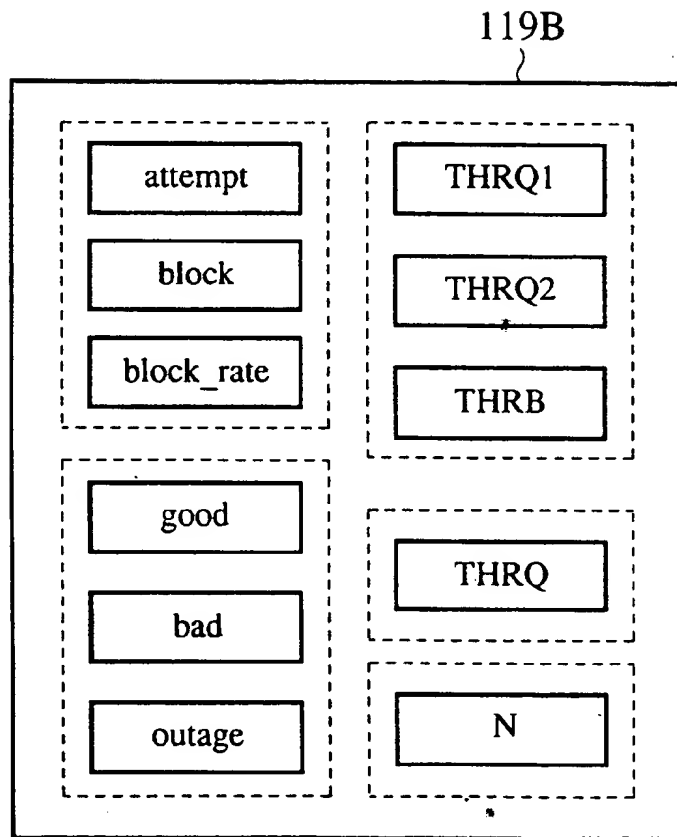 119B
attempt
block
block_rate
good
bad
outage
THRQ1
THRQ2
THRB
THRQ
N